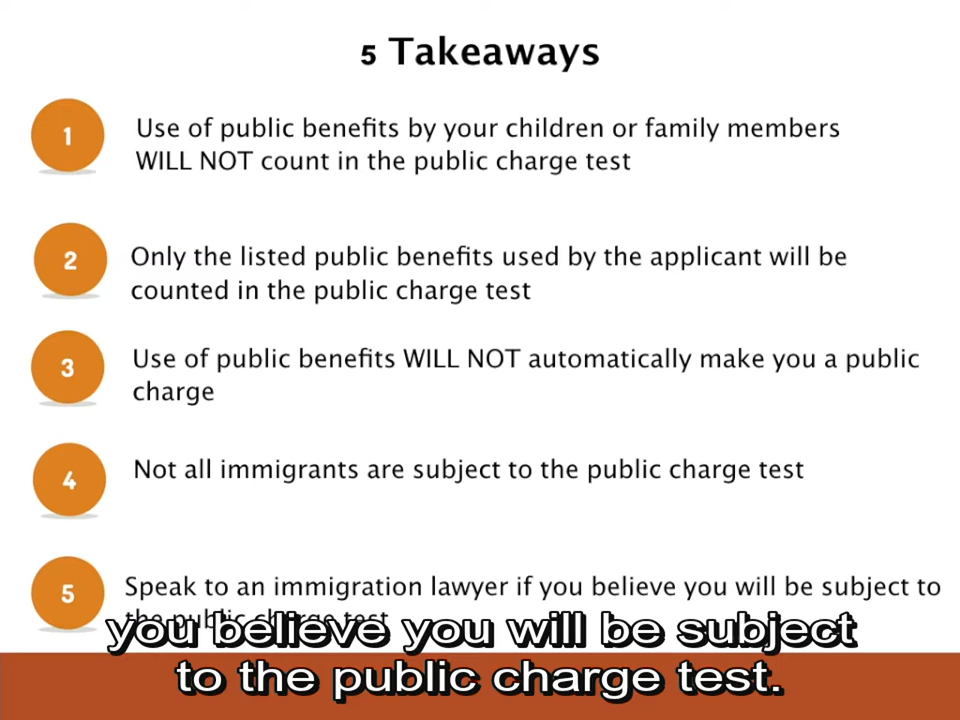 5 Takeaways
1
Use of public benefits by your children or family members
WILL NOT count in the public charge test
2
Only the listed public benefits used by the applicant will be
counted in the public charge test
3
Use of public benefits WILL NOT automatically make you a public
charge
4
Not all immigrants are subject to the public charge test
5
Speak to an immigration lawyer if you believe you will be subject to
the public charge test
you believe you will be subject
to the public charge test.